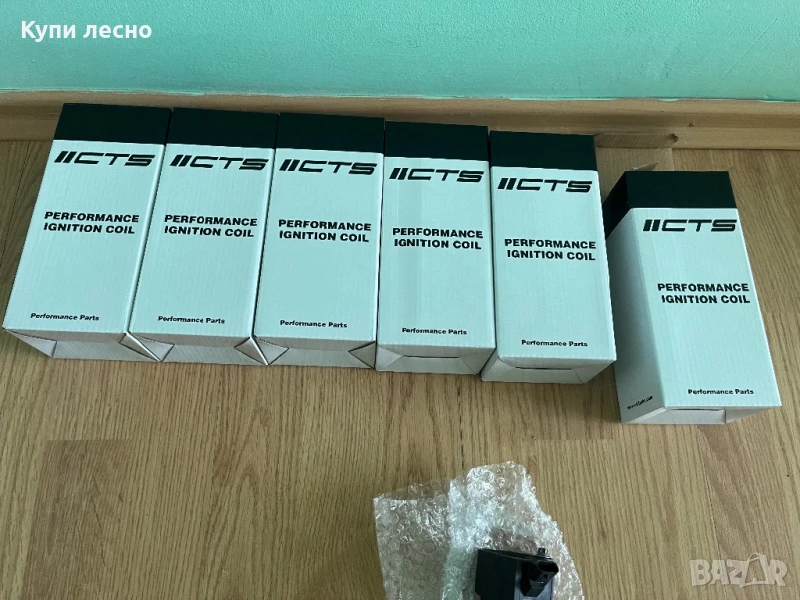 Купи лесно
//CTS
PERFORMANCE
IGNITION COIL
Performance Parts
//CTS
PERFORMANCE
IGNITION COIL
Performance Parts
//CTS
PERFORMANCE
IGNITION COIL
Performance Parts
//CTS
PERFORMANCE
IGNITION COIL
Performance Parts
//CTS
PERFORMANCE
IGNITION COIL
Performance Parts
//CTS
PERFORMANCE
IGNITION COIL
Performance Parts
BAZAR